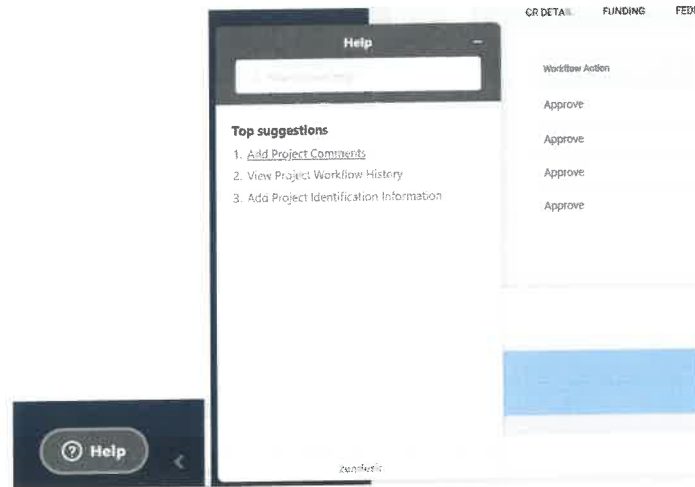 CR DETAIL FUNDING
Help
Workflow Action
Approve
Top suggestions
Approve
1. Add Project Comments
2. View Project Workflow History
Approve
3. Add Project Identification Information
Approve
Help
zendesk